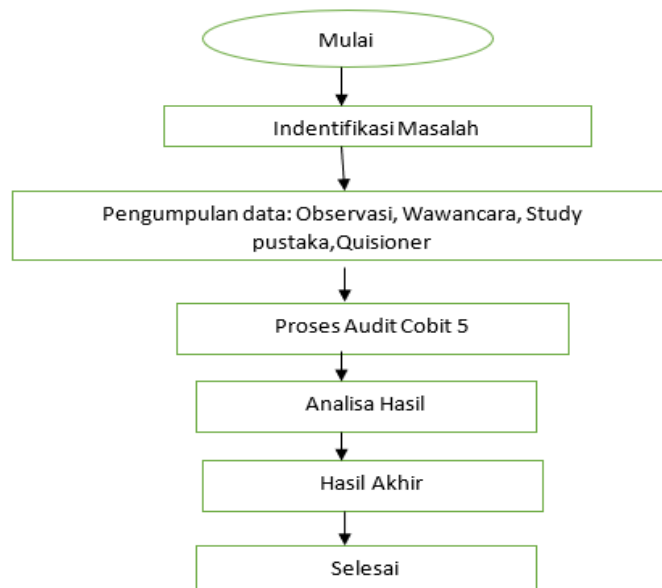 Mulai
Indentifikasi Masalah
Pengumpulan data: Observasi, Wawancara, Study
pustaka,Quisioner
Proses Audit Cobit 5
Analisa Hasil
Hasil Akhir
Selesai